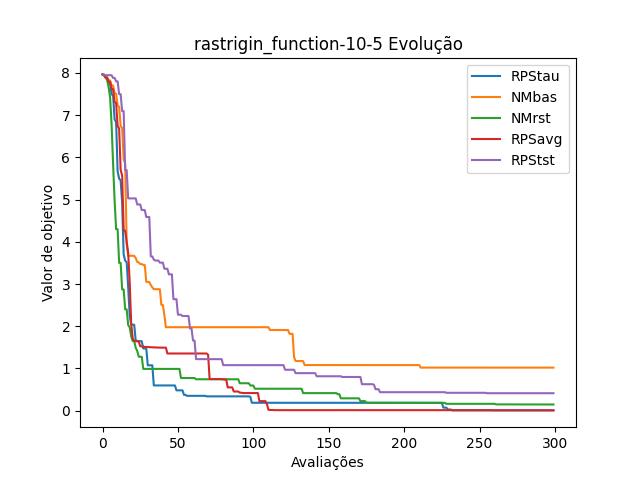 rastrigin_function-10-5 Evolução
RPStau
NMbas
NMrst
RPSavg
RPStst
Valor de objetivo
8
7
6
5
4
3
2
1
0
0 50 100 150 200 250 300
Avaliações